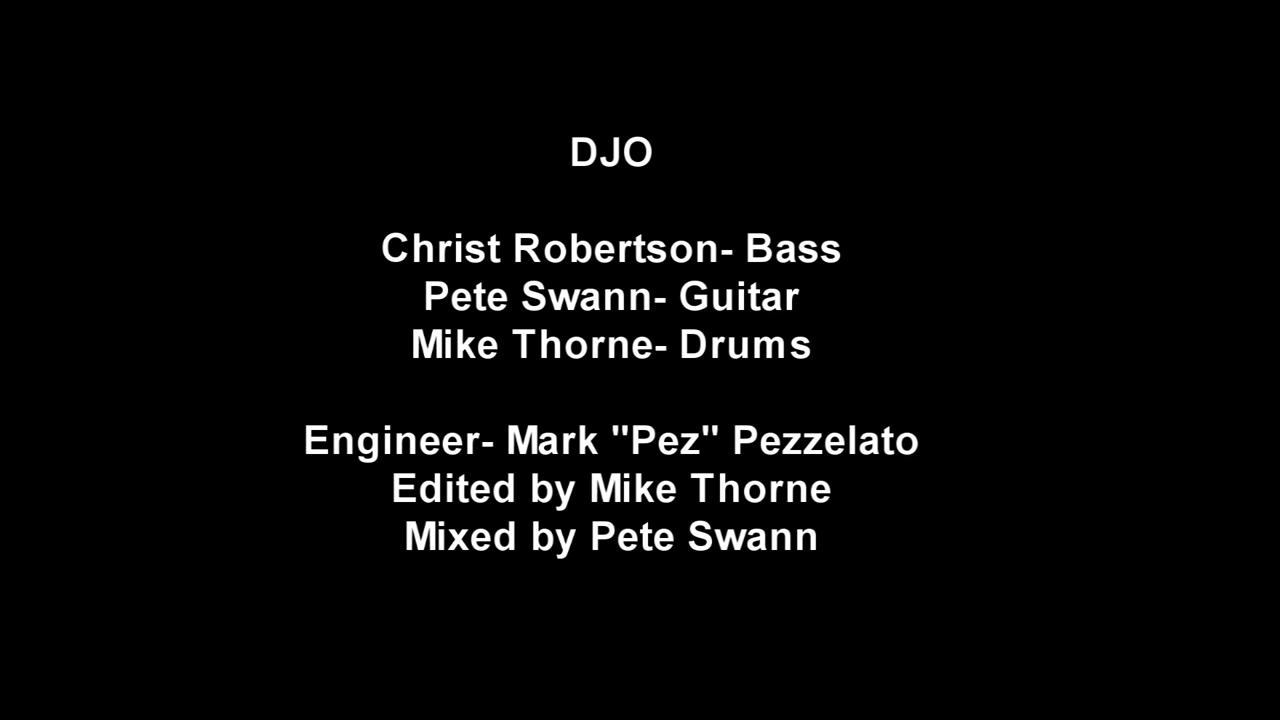 DJO
Christ Robertson- Bass
Pete Swann- Guitar
Mike Thorne- Drums
Engineer- Mark "Pez" Pezzelato
Edited by Mike Thorne
Mixed by Pete Swann